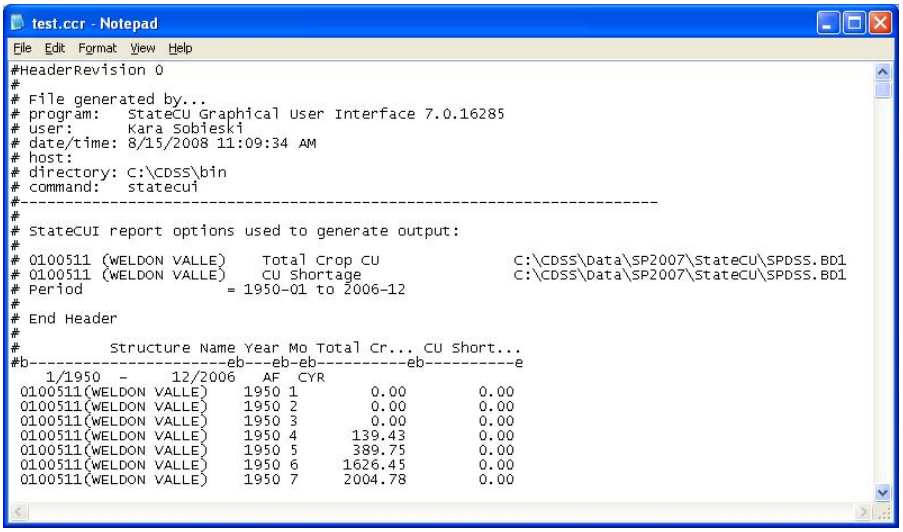 test.ccr - Notepad
File Edit Format View Help
#HeaderRevision 0
#
# File generated by...
# program:   StateCU Graphical User Interface 7.0.16285
# user:      Kara Sobieski
# date/time: 8/15/2008 11:09:34 AM
# host:
# directory: C:\CDSS\bin
# command:   statecui
#-----------------------------------------------------------------------
#
# StateCUI report options used to generate output:
#
# 0100511 (WELDON VALLE)    Total Crop CU               C:\CDSS\Data\SP2007\StateCU\SPDSS.BD1
# 0100511 (WELDON VALLE)    CU Shortage                 C:\CDSS\Data\SP2007\StateCU\SPDSS.BD1
# Period                = 1950-01 to 2006-12
#
# End Header
#
#          Structure Name Year Mo Total Cr... CU Short...
#b----------------------eb---eb-eb----------eb----------e
    1/1950  -     12/2006   AF  CYR
 0100511(WELDON VALLE)    1950 1        0.00        0.00
 0100511(WELDON VALLE)    1950 2        0.00        0.00
 0100511(WELDON VALLE)    1950 3        0.00        0.00
 0100511(WELDON VALLE)    1950 4      139.43        0.00
 0100511(WELDON VALLE)    1950 5      389.75        0.00
 0100511(WELDON VALLE)    1950 6     1626.45        0.00
 0100511(WELDON VALLE)    1950 7     2004.78        0.00